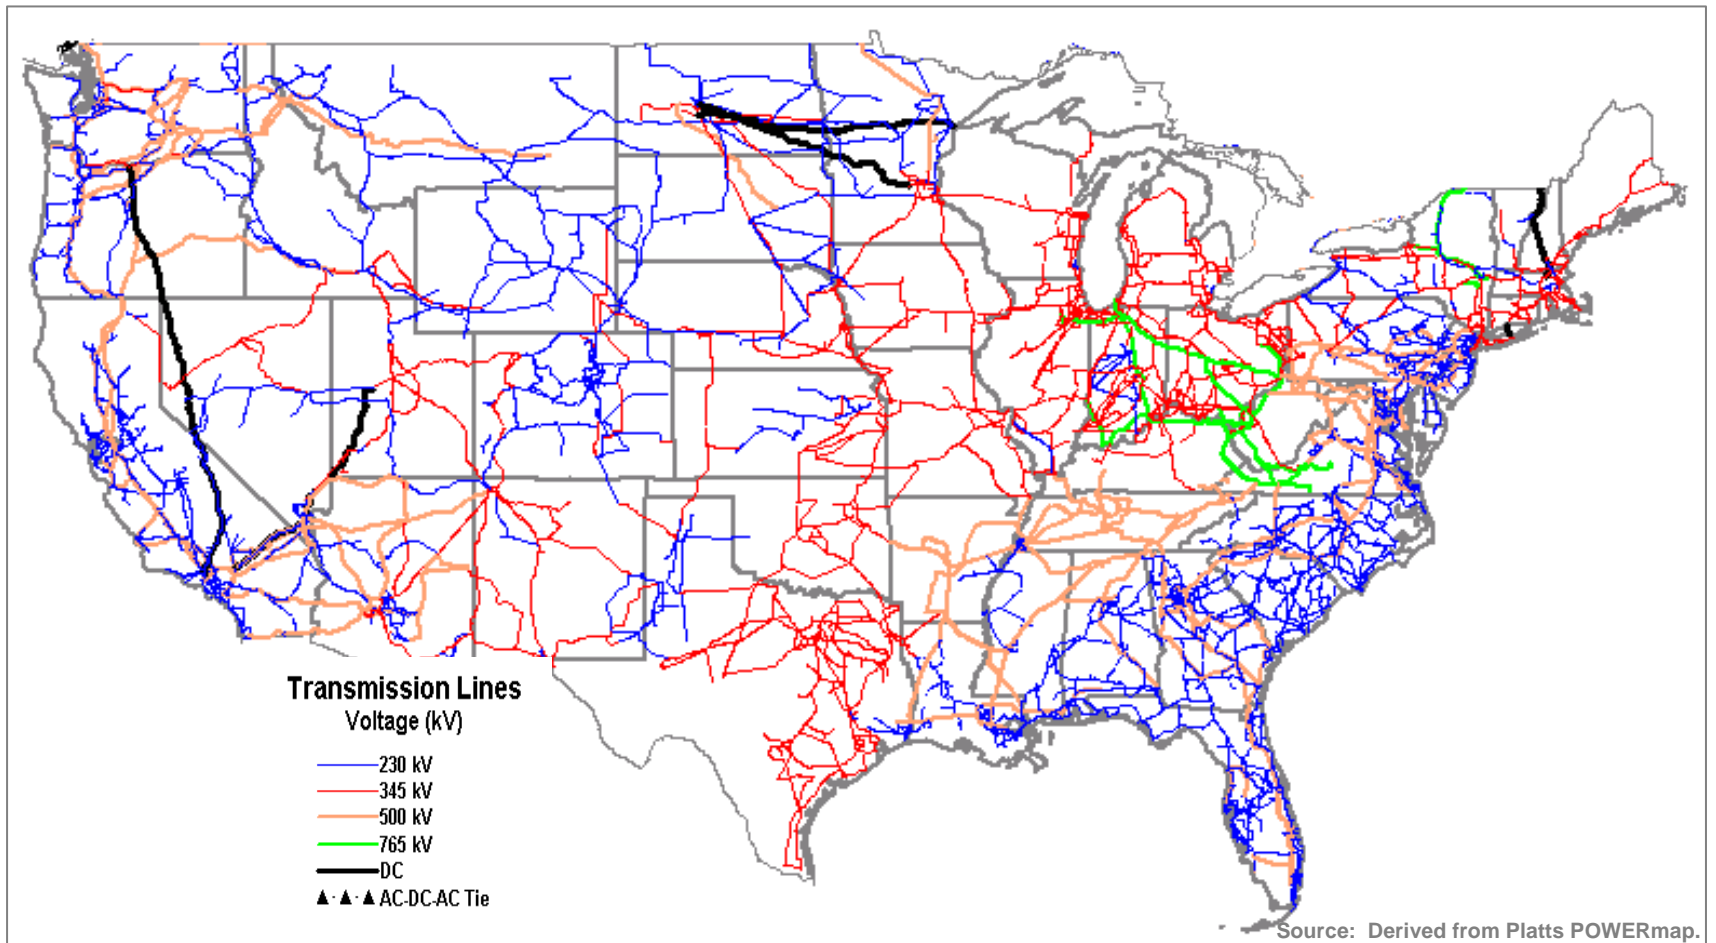 Transmission Lines
Voltage (kV)
230 kV
345 kV
500 kV
765 kV
DC
AC-DC-AC Tie
Source: Derived from Platts POWERmap.